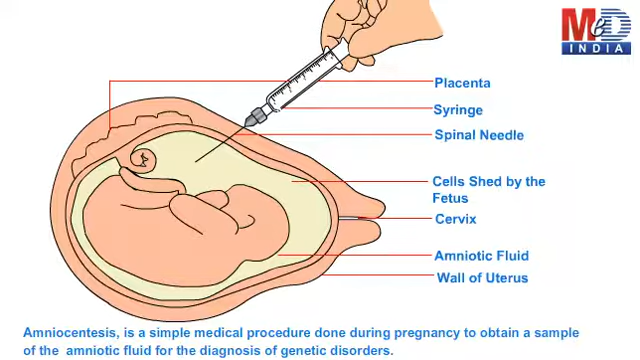 MeD
INDIA
Placenta
Syringe
Spinal Needle
Cells Shed by the
Fetus
Cervix
Amniotic Fluid
Wall of Uterus
Amniocentesis, is a simple medical procedure done during pregnancy to obtain a sample
of the amniotic fluid for the diagnosis of genetic disorders.